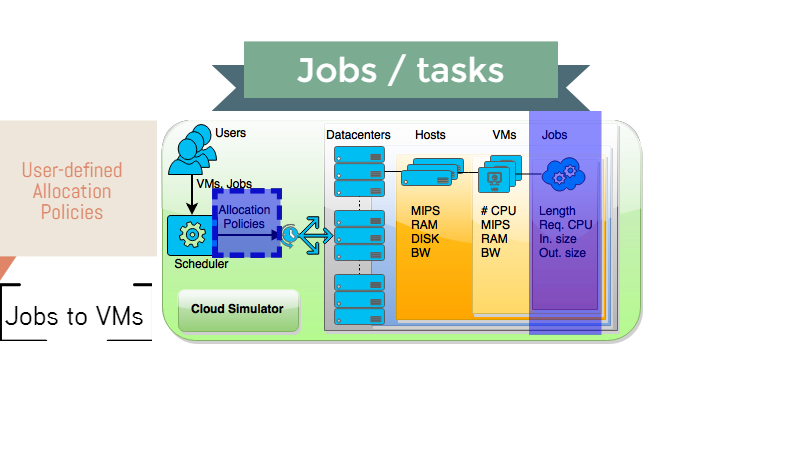 Jobs / tasks
User-defined
Allocation
Policies
Jobs to VMs
Users
VMs, Jobs
Allocation
Policies
Scheduler
Cloud Simulator
Datacenters
Hosts
MIPS
RAM
DISK
BW
VMs
# CPU
MIPS
RAM
BW
Jobs
Length
Req. CPU
In. size
Out. size